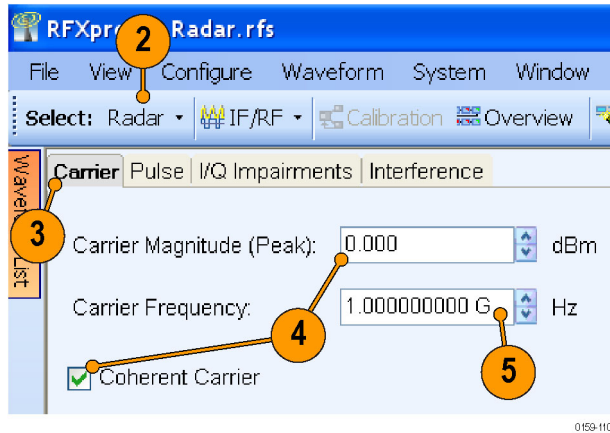 RFXpr Radar.rfs
2
File View Configure Waveform System Window
Select: Radar IF/RF Calibration Overview
Carrier Pulse I/Q Impairments Interference
3
List
Carrier Magnitude (Peak): 0.000 dBm
Carrier Frequency: 1.000000000 G Hz
4
5
Coherent Carrier